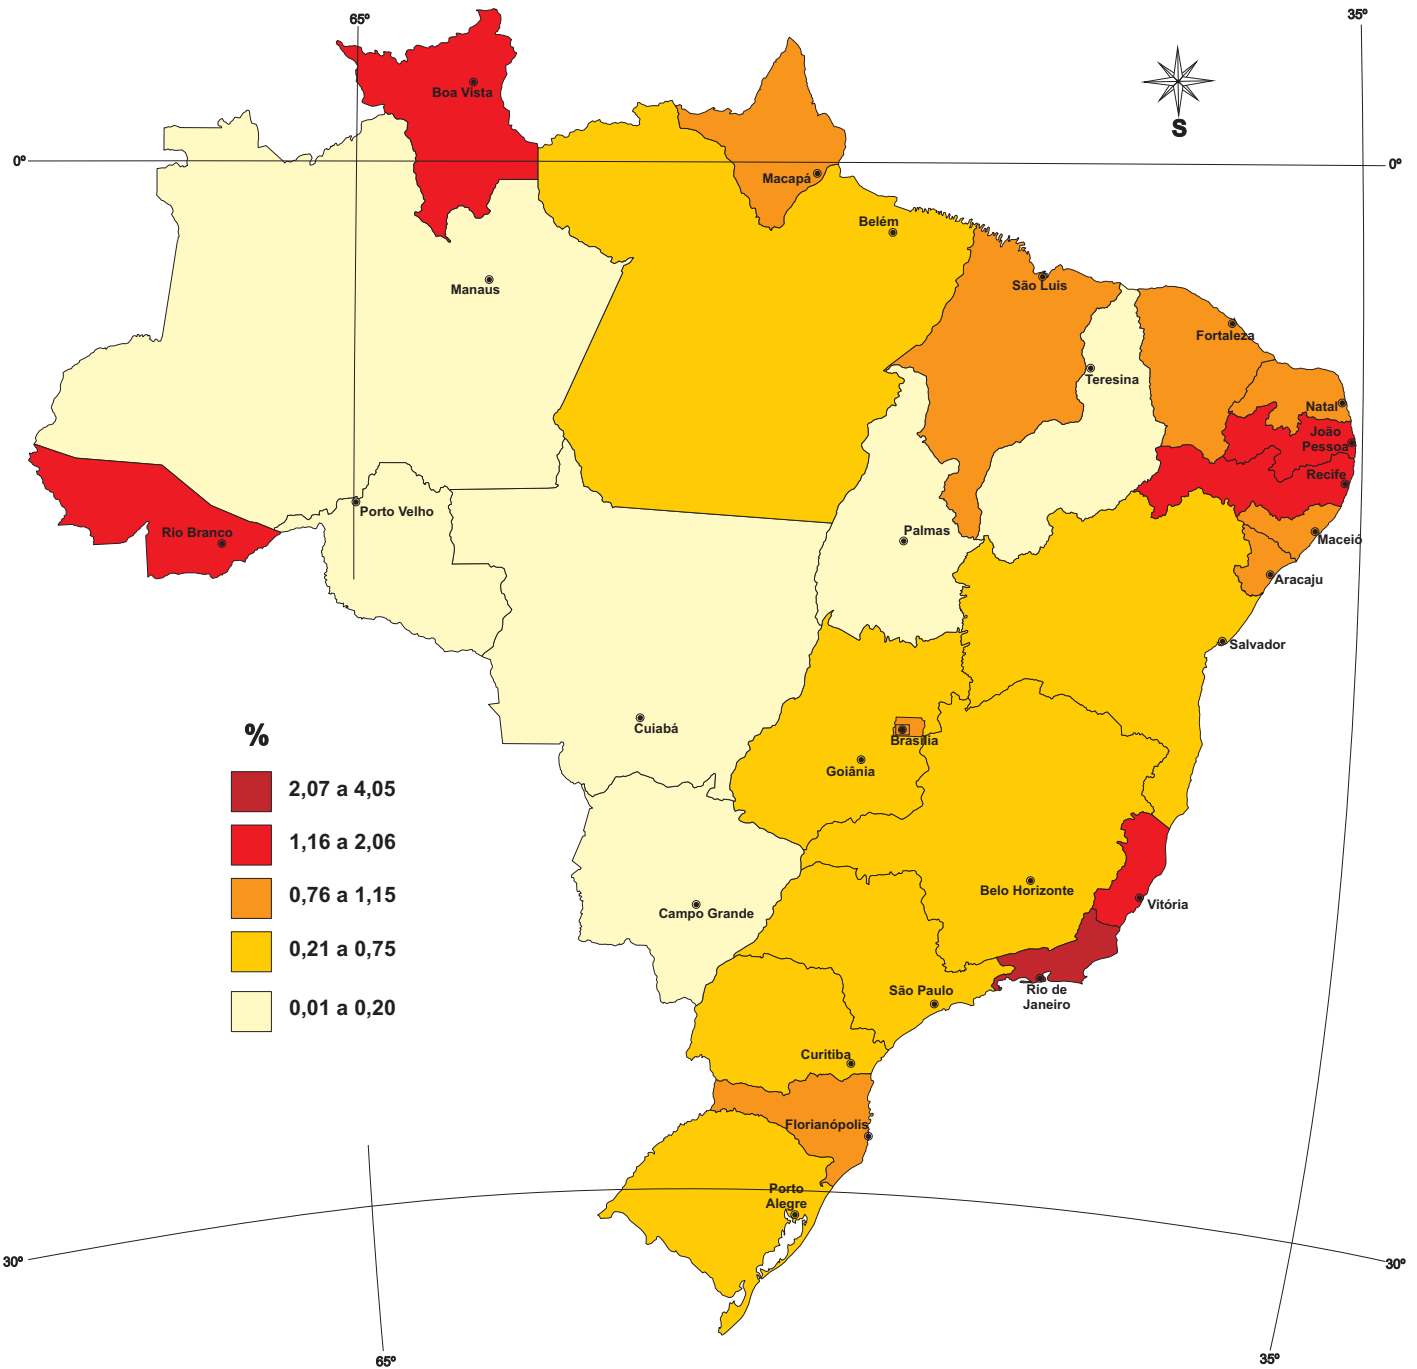 65º
35º
Boa Vista
S
0º
0º
Macapá
Belém
Manaus
São Luis
Fortaleza
Teresina
Natal
João
Pessoa
Recife
Porto Velho
Rio Branco
Palmas
Maceió
Aracaju
Salvador
Cuiabá
Brasília
Goiânia
%
2,07 a 4,05
1,16 a 2,06
0,76 a 1,15
0,21 a 0,75
0,01 a 0,20
Belo Horizonte
Campo Grande
Vitória
São Paulo
Rio de
Janeiro
Curitiba
Florianópolis
Porto
Alegre
30º
30º
65º
35º